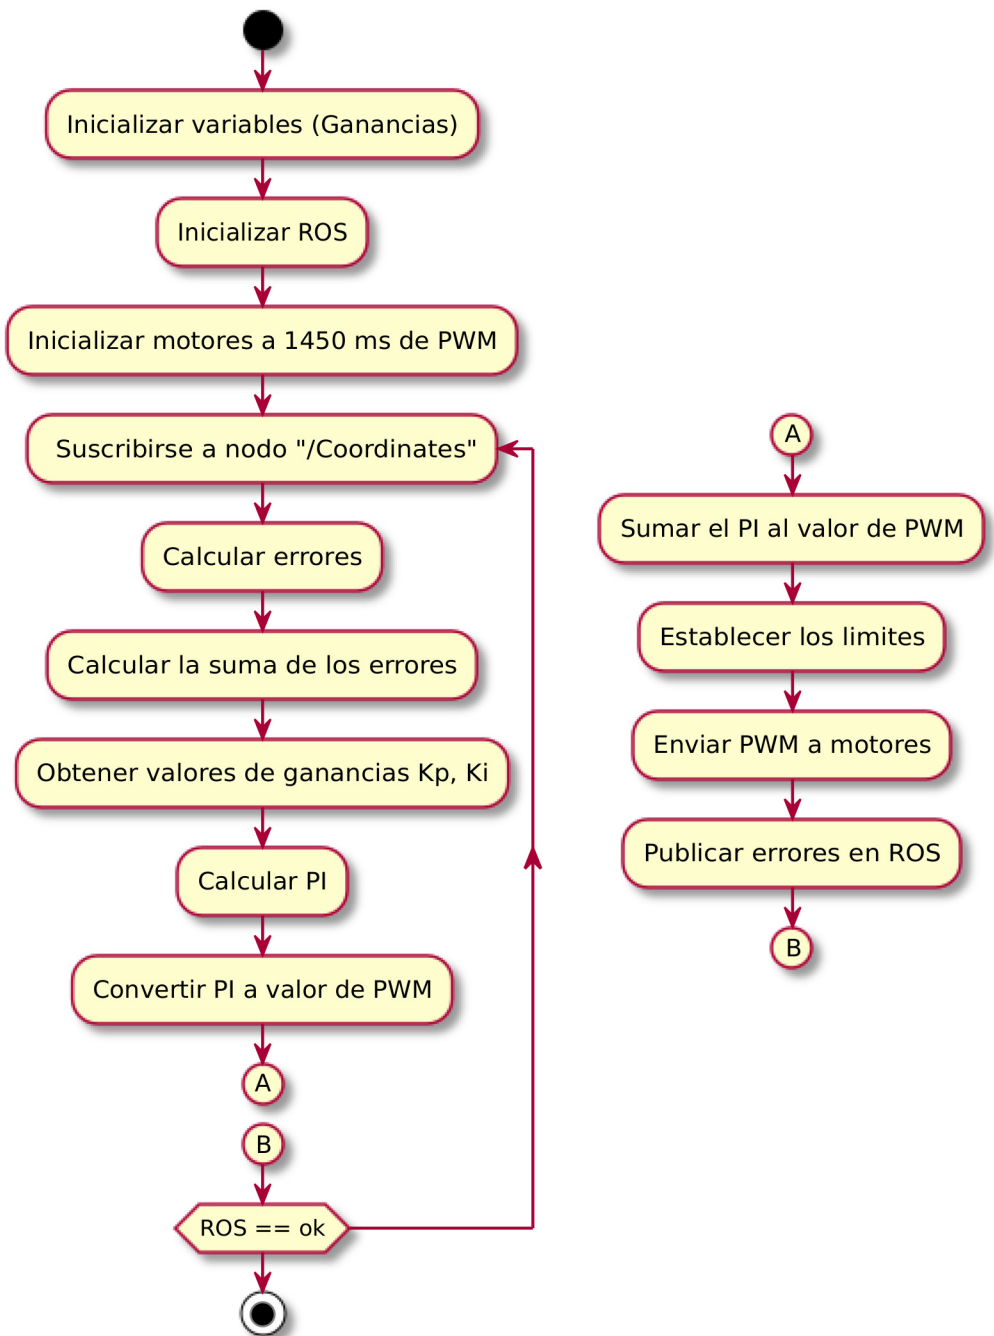 Inicializar variables (Ganancias)
Inicializar ROS
Inicializar motores a 1450 ms de PWM
Suscribirse a nodo "/Coordinates"
Calcular errores
Calcular la suma de los errores
Obtener valores de ganancias Kp, Ki
Calcular PI
Convertir PI a valor de PWM
A
B
ROS == ok
A
Sumar el PI al valor de PWM
Establecer los limites
Enviar PWM a motores
Publicar errores en ROS
B